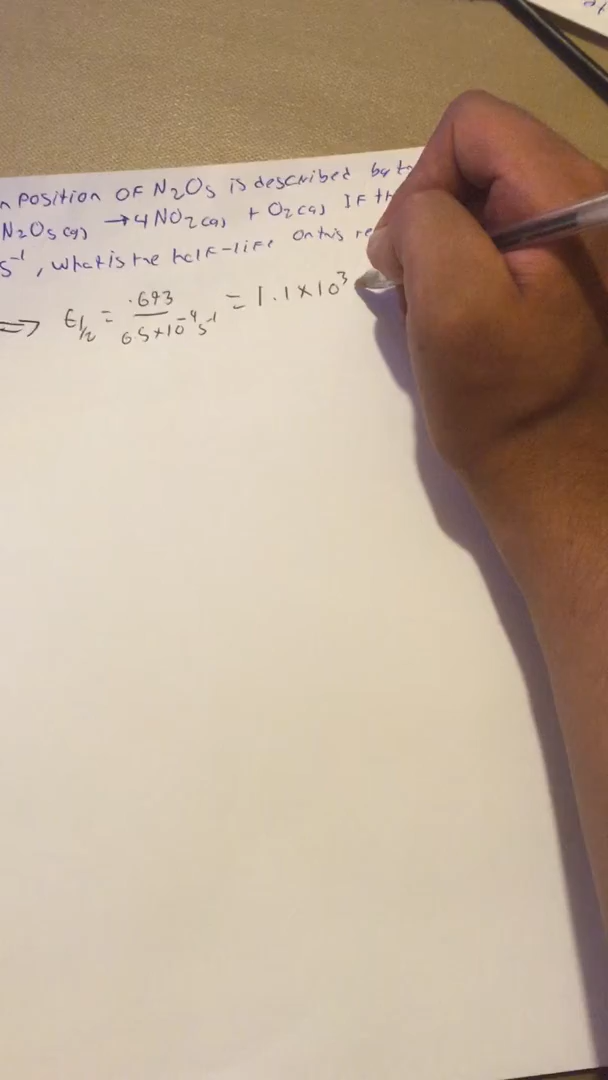 n Position OF N2O5 is described by t
N2O5(g) → 4NO2(g) + O2(g) IF th
s⁻¹, what is the half-life on this re
⇒ t1/2 = .693 / 6.5×10⁻⁴s⁻¹ = 1.1×10³